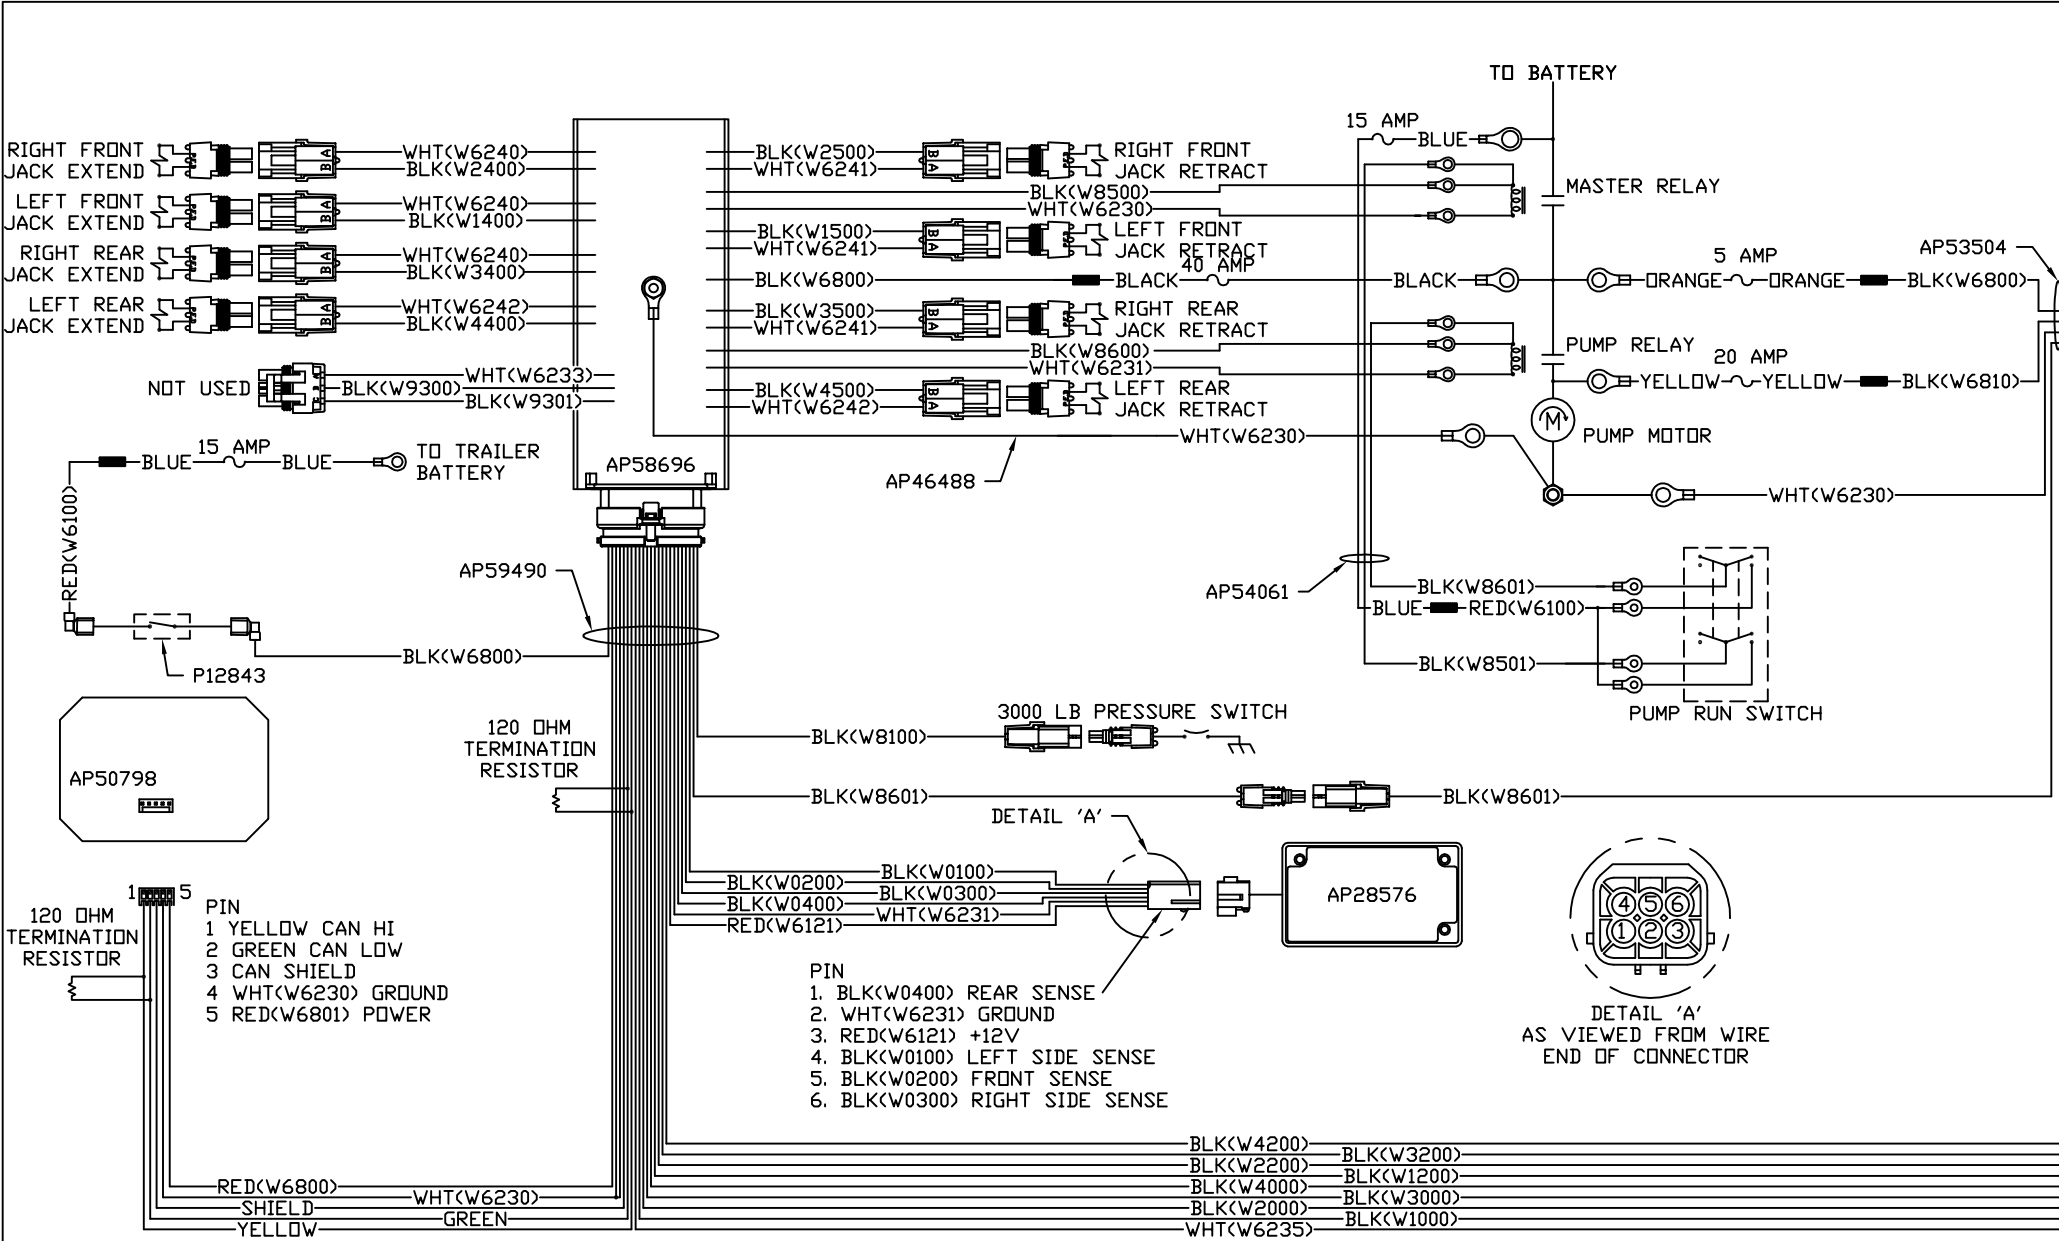 TO BATTERY
15 AMP
BLUE
MASTER RELAY
RIGHT FRONT
JACK EXTEND
A
B
WHT(W6240)
BLK(W2400)
LEFT FRONT
JACK EXTEND
A
B
WHT(W6240)
BLK(W1400)
RIGHT REAR
JACK EXTEND
A
B
WHT(W6240)
BLK(W3400)
LEFT REAR
JACK EXTEND
A
B
WHT(W6242)
BLK(W4400)
NOT USED
WHT(W6233)
BLK(W9300)
BLK(W9301)
BLK(W2500)
WHT(W6241)
B
A
RIGHT FRONT
JACK RETRACT
BLK(W8500)
WHT(W6230)
BLK(W1500)
WHT(W6241)
B
A
LEFT FRONT
JACK RETRACT
BLK(W6800)
BLACK
40 AMP
BLACK
BLK(W3500)
WHT(W6241)
B
A
RIGHT REAR
JACK RETRACT
BLK(W8600)
WHT(W6231)
BLK(W4500)
WHT(W6242)
B
A
LEFT REAR
JACK RETRACT
WHT(W6230)
AP46488
AP53504
5 AMP
ORANGE
ORANGE
BLK(W6800)
PUMP RELAY
20 AMP
YELLOW
YELLOW
BLK(W6810)
M
PUMP MOTOR
WHT(W6230)
15 AMP
BLUE
BLUE
TO TRAILER
BATTERY
RED(W6100)
AP58696
AP59490
BLK(W6800)
P12843
AP54061
BLK(W8601)
BLUE
RED(W6100)
BLK(W8501)
PUMP RUN SWITCH
AP50798
120 OHM
TERMINATION
RESISTOR
BLK(W8100)
3000 LB PRESSURE SWITCH
BLK(W8601)
BLK(W8601)
DETAIL 'A'
BLK(W0100)
BLK(W0200)
BLK(W0300)
BLK(W0400)
WHT(W6231)
RED(W6121)
AP28576
PIN
1. BLK(W0400) REAR SENSE
2. WHT(W6231) GROUND
3. RED(W6121) +12V
4. BLK(W0100) LEFT SIDE SENSE
5. BLK(W0200) FRONT SENSE
6. BLK(W0300) RIGHT SIDE SENSE
4 5 6
1 2 3
DETAIL 'A'
AS VIEWED FROM WIRE
END OF CONNECTOR
1 5
120 OHM
TERMINATION
RESISTOR
PIN
1 YELLOW CAN HI
2 GREEN CAN LOW
3 CAN SHIELD
4 WHT(W6230) GROUND
5 RED(W6801) POWER
RED(W6800)
WHT(W6230)
SHIELD
GREEN
YELLOW
BLK(W4200)
BLK(W3200)
BLK(W2200)
BLK(W1200)
BLK(W4000)
BLK(W3000)
BLK(W2000)
BLK(W1000)
WHT(W6235)